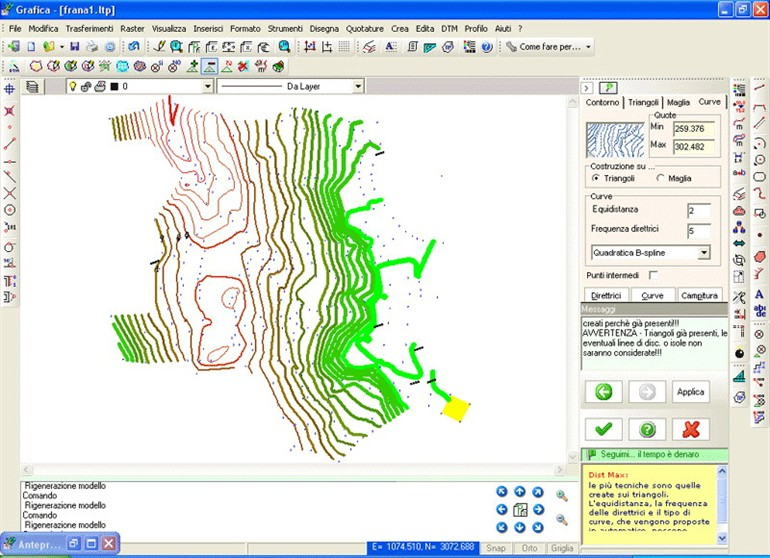 Grafica - [frana1.ltp]
File Modifica Trasferimenti Raster Visualizza Inserisci Formato Strumenti Disegna Quotature Crea Edita DTM Profilo Aiuti ?
Come fare per...
0 Da Layer
Contorno Triangoli Maglia Curve
Quote
Min 259.376
Max 302.482
Costruzione su ...
Triangoli Maglia
Curve
Equidistanza 2
Frequenza direttrici 5
Quadratica B-spline
Punti intermedi
Direttrici Curve Campitura
Messaggi
creati perchè già presenti!!!
AVVERTENZA - Triangoli già presenti, le
eventuali linee di disc. o isole non
saranno considerate!!!
Applica
Seguimi... il tempo è denaro
Dist Max:
le più tecniche sono quelle
create sui triangoli.
L'equidistanza, la frequenza
delle direttrici e il tipo di
curve, che vengono proposte
Rigenerazione modello
Comando
Rigenerazione modello
Comando
Rigenerazione modello
Antepr...
E= 1074.510, N= 3072.688 Snap Orto Griglia